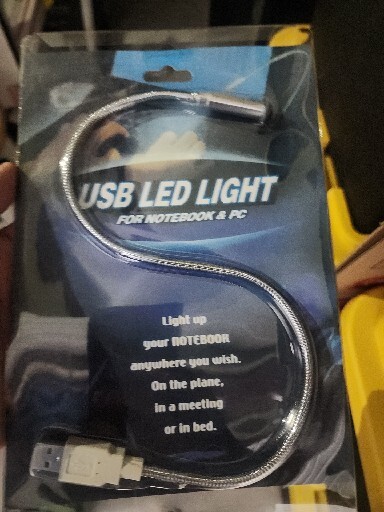 USB LED LIGHT
FOR NOTEBOOK & PC
Light up
your NOTEBOOK
anywhere you wish.
On the plane,
in a meeting
or in bed.